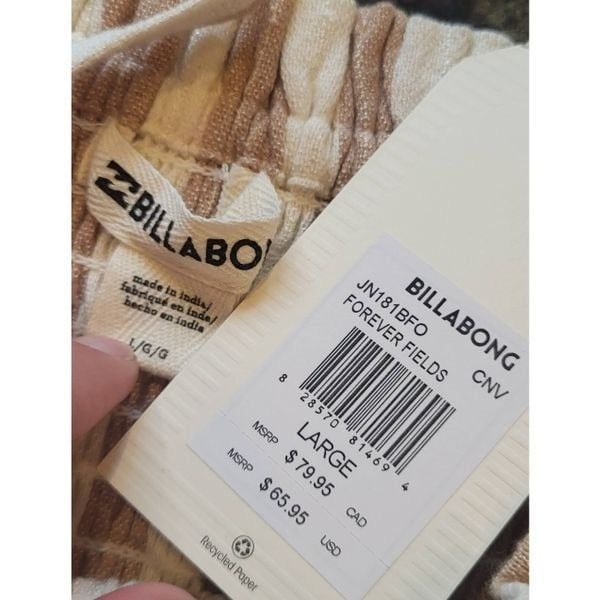 BILLABO
made in india/
fabriqué en inde/
hecho en india
L/G/G
BILLABONG
JN181BFO CNV
FOREVER FIELDS
8 28570 81469 4
LARGE
MSRP $79.95 CAD
MSRP $65.95 USD
Recycled Paper